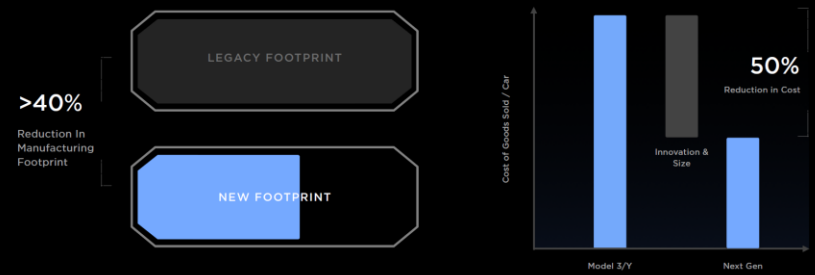 LEGACY FOOTPRINT
>40%
Reduction In
Manufacturing
Footprint
NEW FOOTPRINT
Cost of Goods Sold / Car
50%
Reduction in Cost
Innovation &
Size
Model 3/Y
Next Gen